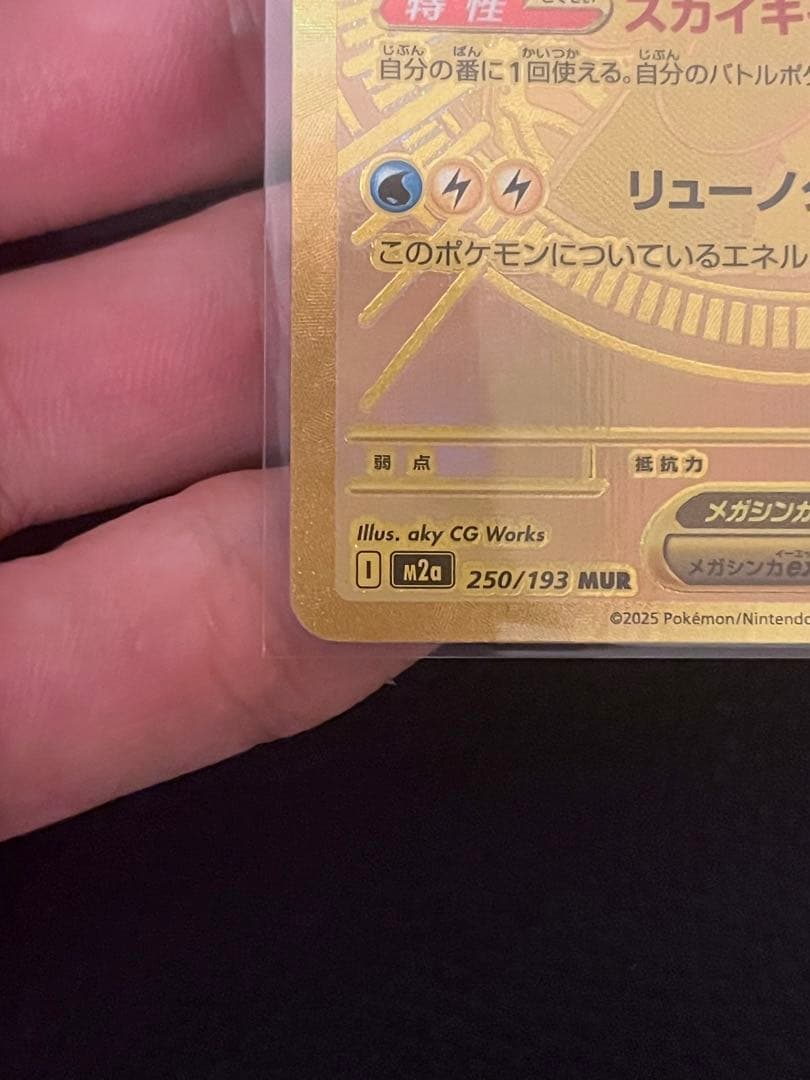 特性 スカイキ
じぶん ばん かいつか じぶん
自分の番に1回使える。自分のバトルポケ
リューノグ
このポケモンについているエネル
弱点 抵抗力
メガシンカ
Illus. aky CG Works
イーエ
メガシンカex
I M2a 250/193 MUR
©2025 Pokémon/Nintendo